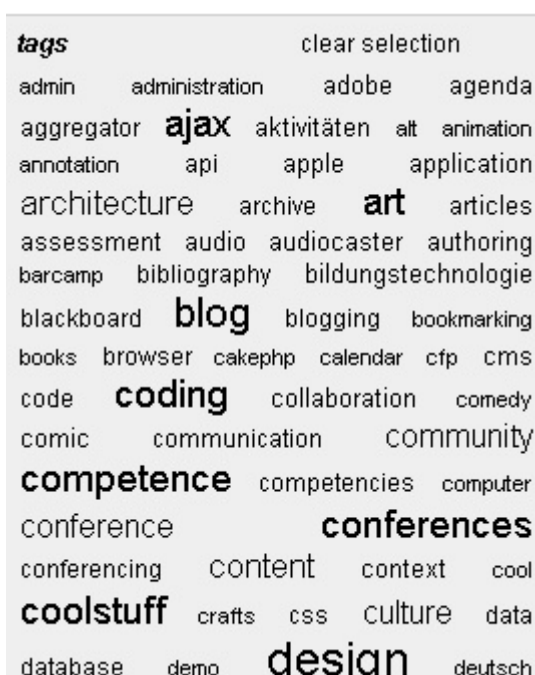 tags clear selection
admin administration adobe agenda
aggregator ajax aktivitäten alt animation
annotation api apple application
architecture archive art articles
assessment audio audiocaster authoring
barcamp bibliography bildungstechnologie
blackboard blog blogging bookmarking
books browser cakephp calendar cfp cms
code coding collaboration comedy
comic communication community
competence competencies computer
conference conferences
conferencing content context cool
coolstuff crafts css culture data
database demo design deutsch